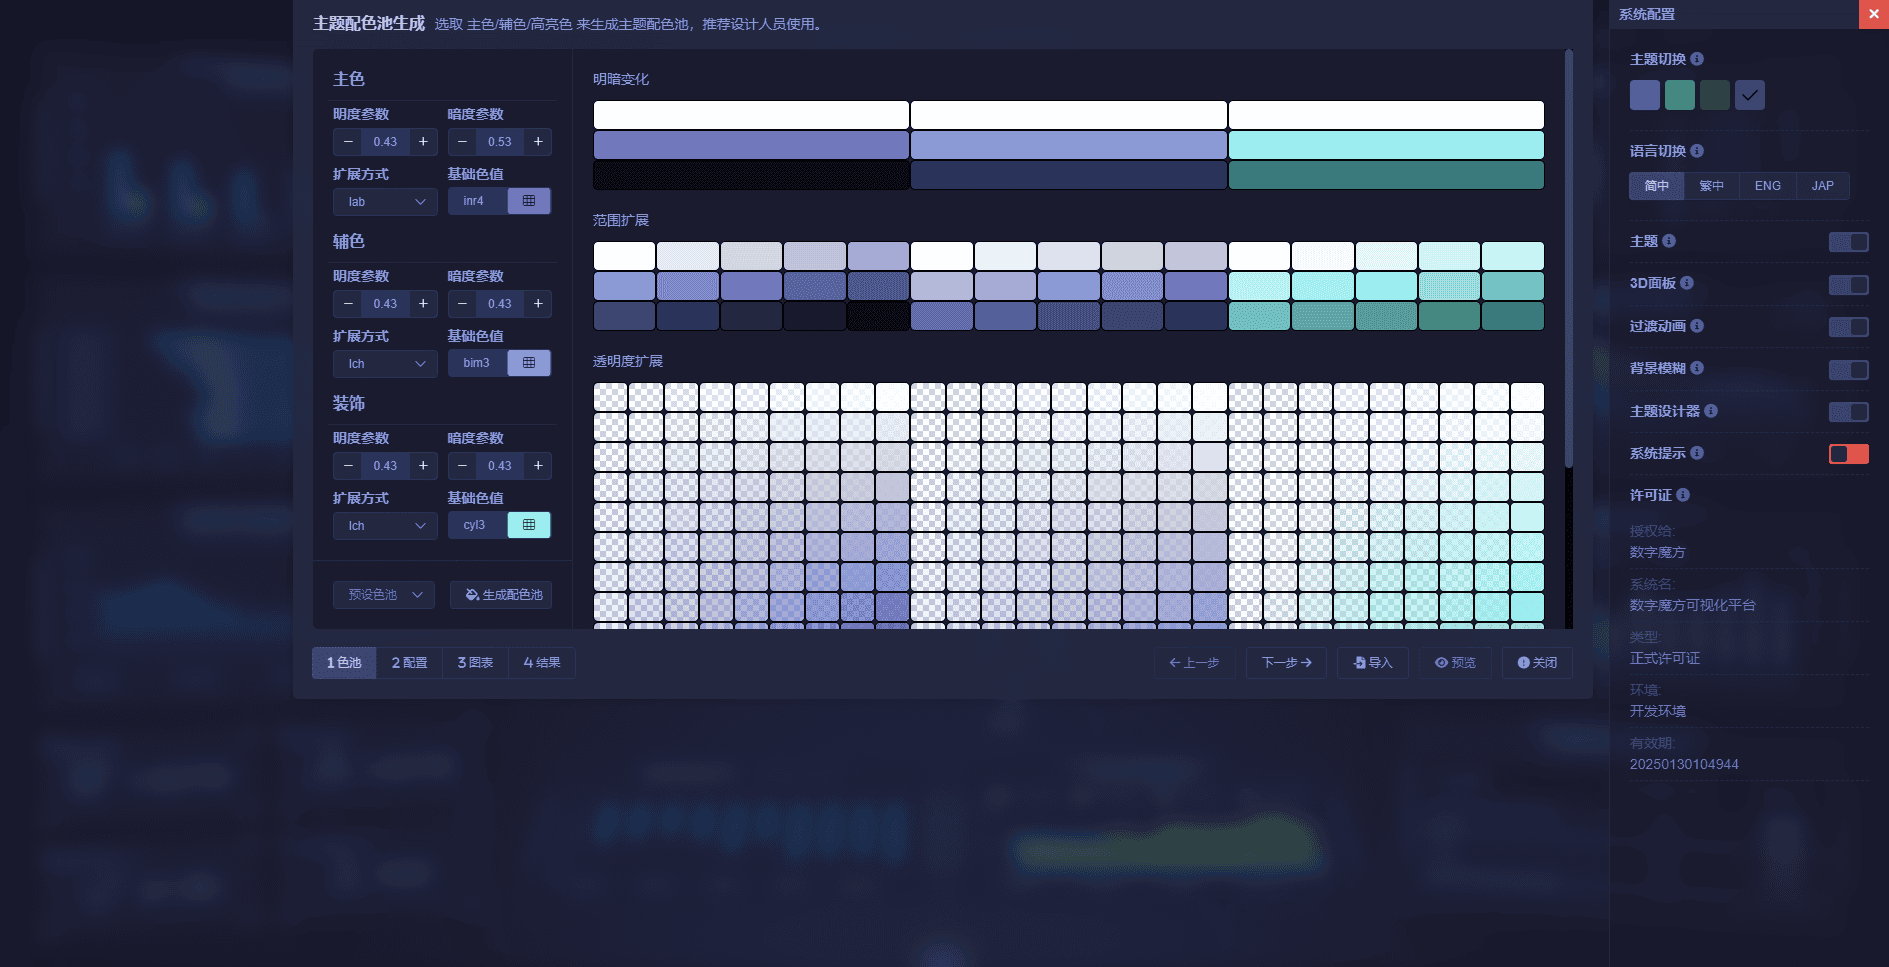 主题配色池生成 选取 主色/辅色/高亮色 来生成主题配色池，推荐设计人员使用。
主色
明度参数 暗度参数
− 0.43 + − 0.53 +
扩展方式 基础色值
lab inr4
辅色
明度参数 暗度参数
− 0.43 + − 0.43 +
扩展方式 基础色值
lch bim3
装饰
明度参数 暗度参数
− 0.43 + − 0.43 +
扩展方式 基础色值
lch cyl3
预设色池 生成配色池
明暗变化
范围扩展
透明度扩展
1 色池 2 配置 3 图表 4 结果
上一步 下一步 导入 预览 关闭
系统配置
主题切换
语言切换
简中 繁中 ENG JAP
主题
3D面板
过渡动画
背景模糊
主题设计器
系统提示
许可证
授权给:
数字魔方
系统名:
数字魔方可视化平台
类型:
正式许可证
环境:
开发环境
有效期:
20250130104944